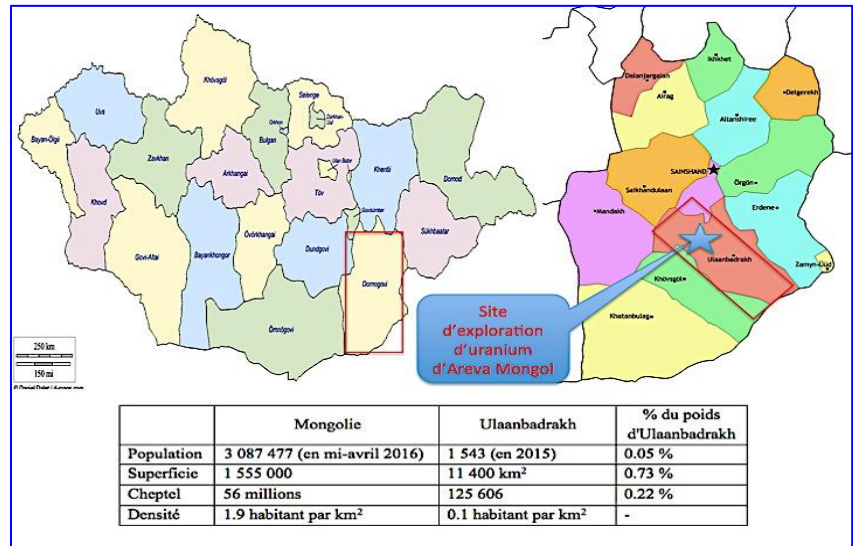 Khövsgöl
Uvs
Bayan-Ölgii
Zavkhan
Selenge
Darkhan-Uul
Orkhon
Bulgan
Arkhangai
Ulan Bator
Töv
Khentii
Dornod
Khovd
Govi-Altai
Bayankhongor
Övörkhangai
Govisümber
Dundgovi
Sükhbaatar
Dornogovi
Ömnögovi
250 km
150 mi
Dalanjargalan
Ikhkhet
Airag
Delgerekh
Altanshiree
SAINSHAND
Saikhandulaan
Örgön
Mandakh
Erdene
Ulaanbadrakh
Zamyn-Üüd
Khövsgöl
Khatanbulag
Site
d'exploration
d'uranium
d'Areva Mongol
Mongolie Ulaanbadrakh % du poids
d'Ulaanbadrakh
Population 3 087 477 (en mi-avril 2016) 1 543 (en 2015) 0.05 %
Superficie 1 555 000 11 400 km² 0.73 %
Cheptel 56 millions 125 606 0.22 %
Densité 1.9 habitant par km² 0.1 habitant par km² -